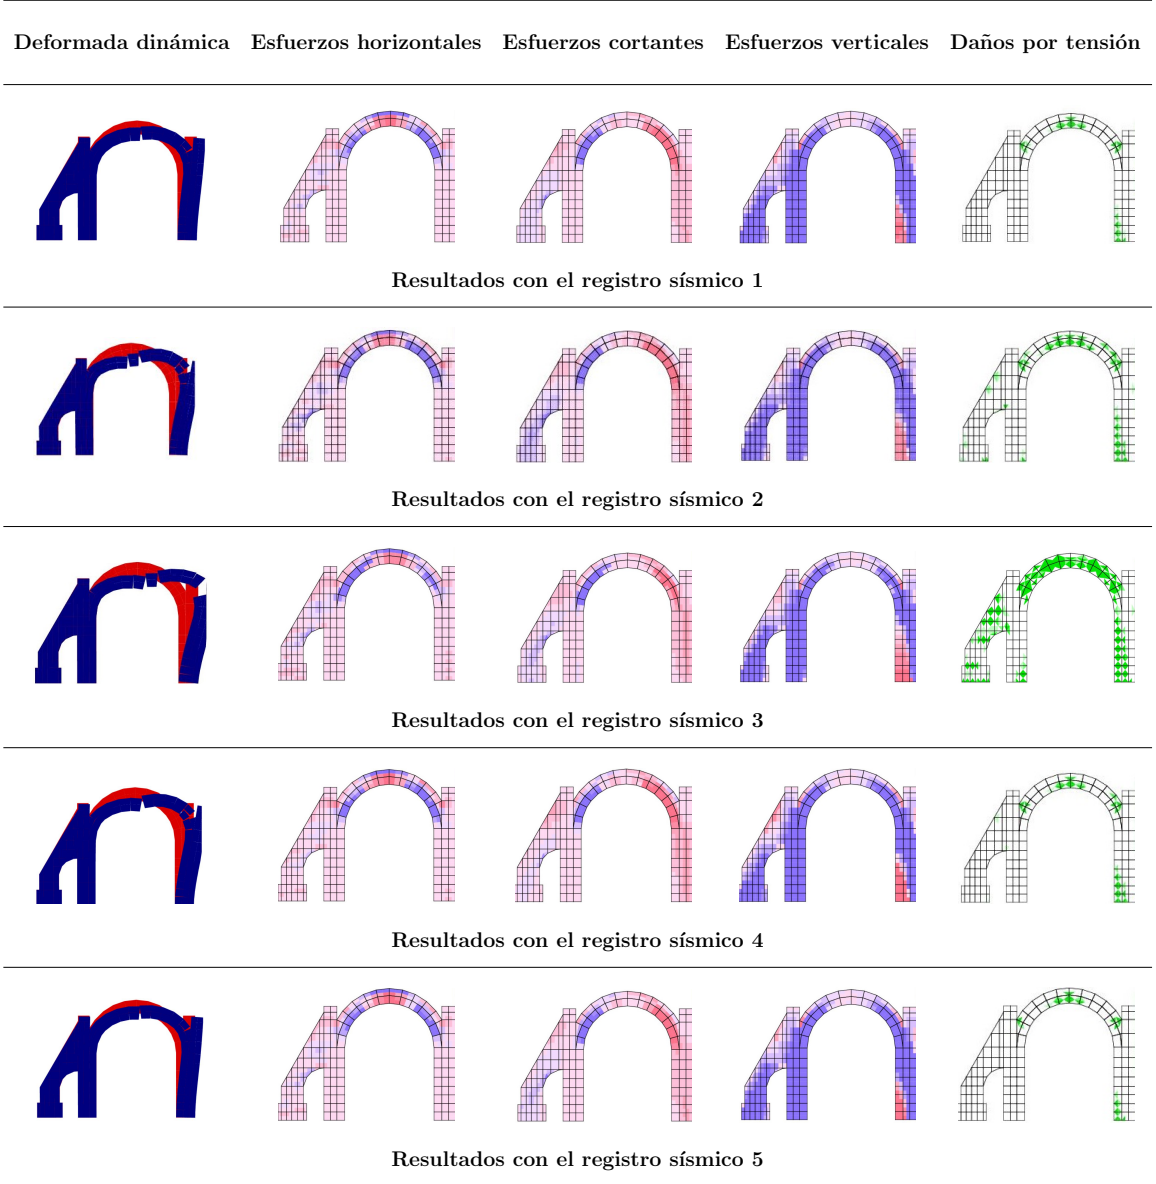 Deformada dinámica Esfuerzos horizontales Esfuerzos cortantes Esfuerzos verticales Daños por tensión
Resultados con el registro sísmico 1
Resultados con el registro sísmico 2
Resultados con el registro sísmico 3
Resultados con el registro sísmico 4
Resultados con el registro sísmico 5